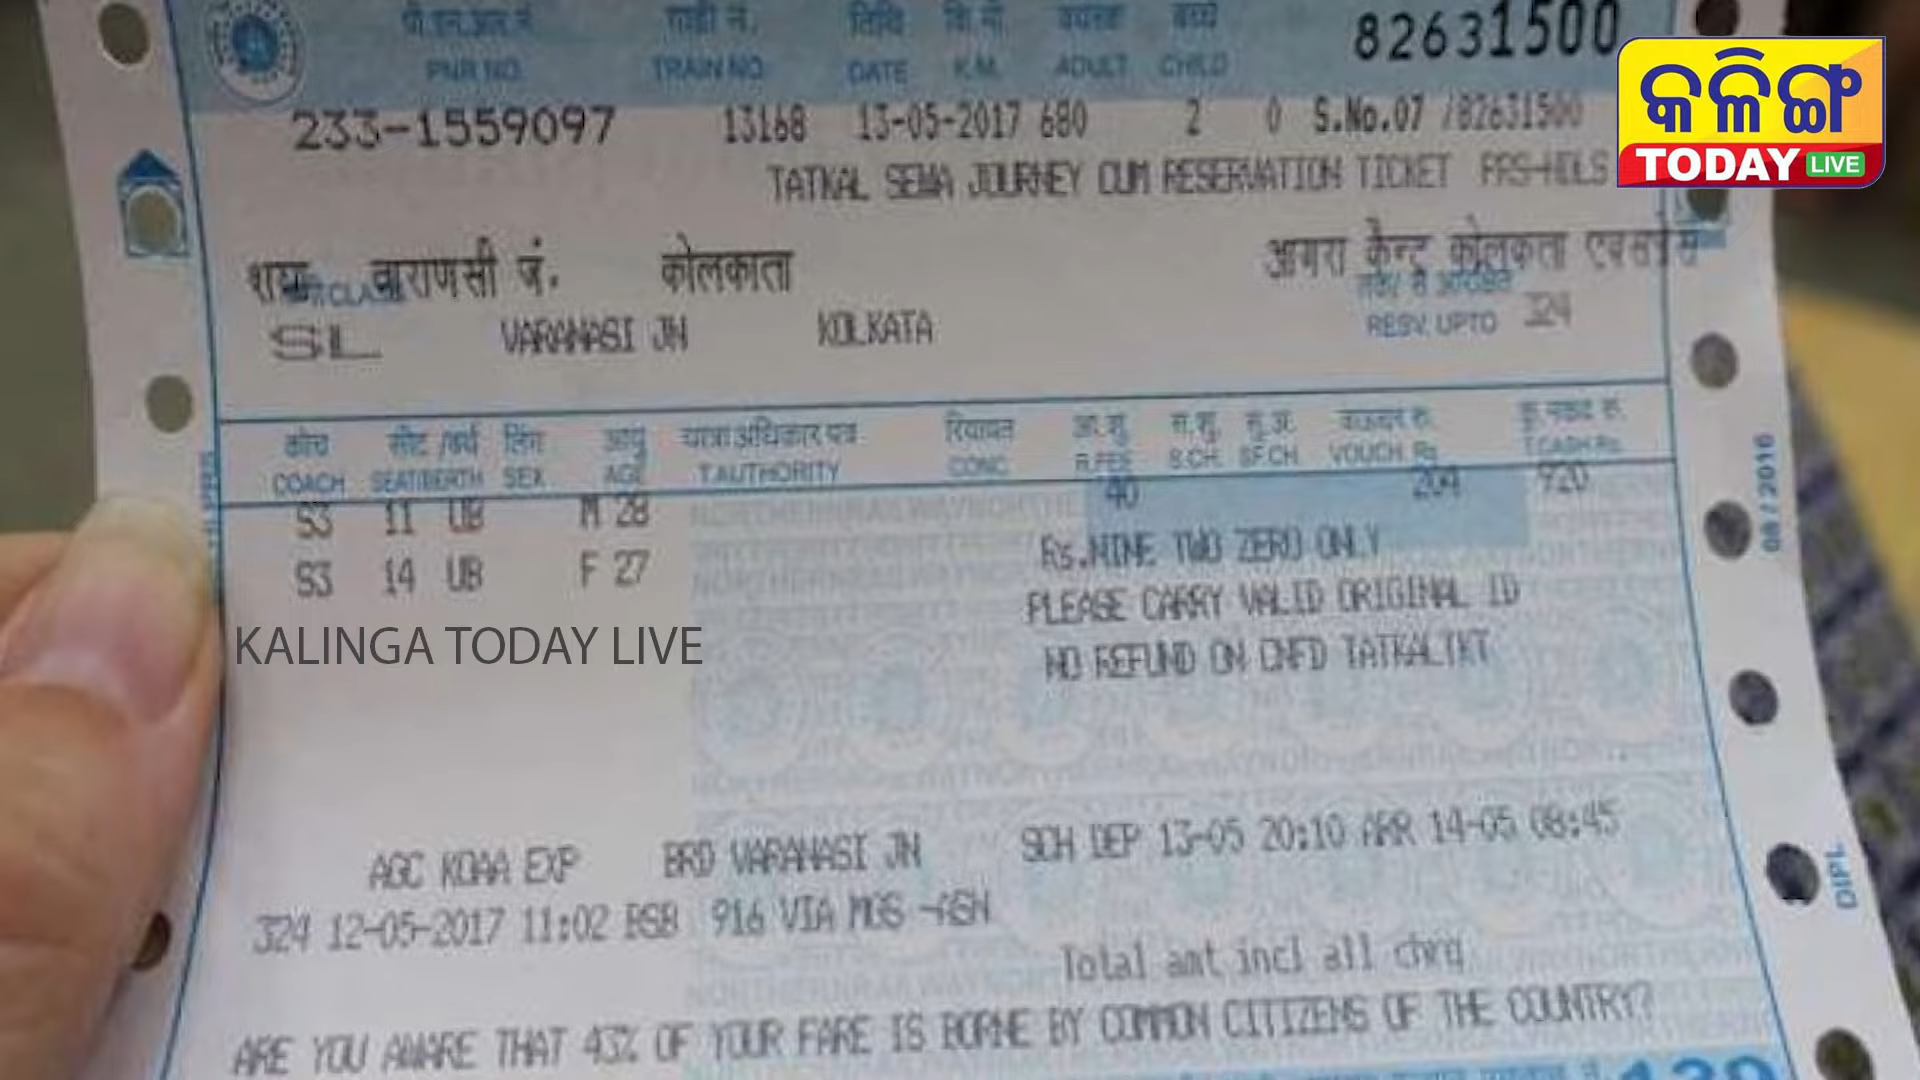 पी.एन.आर.नं. गाड़ी नं. तिथि कि.मी. वयस्क बच्चे 82631500
PNR NO. TRAIN NO. DATE K.M. ADULT CHILD
233-1559097 13168 13-05-2017 680 2 0 S.No.07 /82631500
TATKAL SEWA JOURNEY CUM RESERVATION TICKET
କଳିଙ୍ଗ
TODAY LIVE
वाराणसी जं. कोलकाता आगरा कैन्ट कोलकाता एक्सप्रेस
SL VARANASI JN KOLKATA RESV. UPTO 324
कोच सीट /बर्थ लिंग आयु यात्रा अधिकार पत्र रियायत
COACH SEAT/BERTH SEX AGE T.AUTHORITY CONC. R.FEE S.CH. SF.CH VOUCH Rs. T.CASH Rs.
S3 11 UB M 28 40 204 920
Rs.NINE TWO ZERO ONLY
S3 14 UB F 27
PLEASE CARRY VALID ORIGINAL ID
KALINGA TODAY LIVE
NO REFUND ON CNFD TATKALTKT
08 / 2016
DIPL
AGC KOAA EXP BRD VARANASI JN SCH DEP 13-05 20:10 ARR 14-05 08:45
324 12-05-2017 11:02 BSB 916 VIA MGS
Total amt incl all chrg
ARE YOU AWARE THAT 43% OF YOUR FARE IS BORNE BY COMMON CITIZENS OF THE COUNTRY?